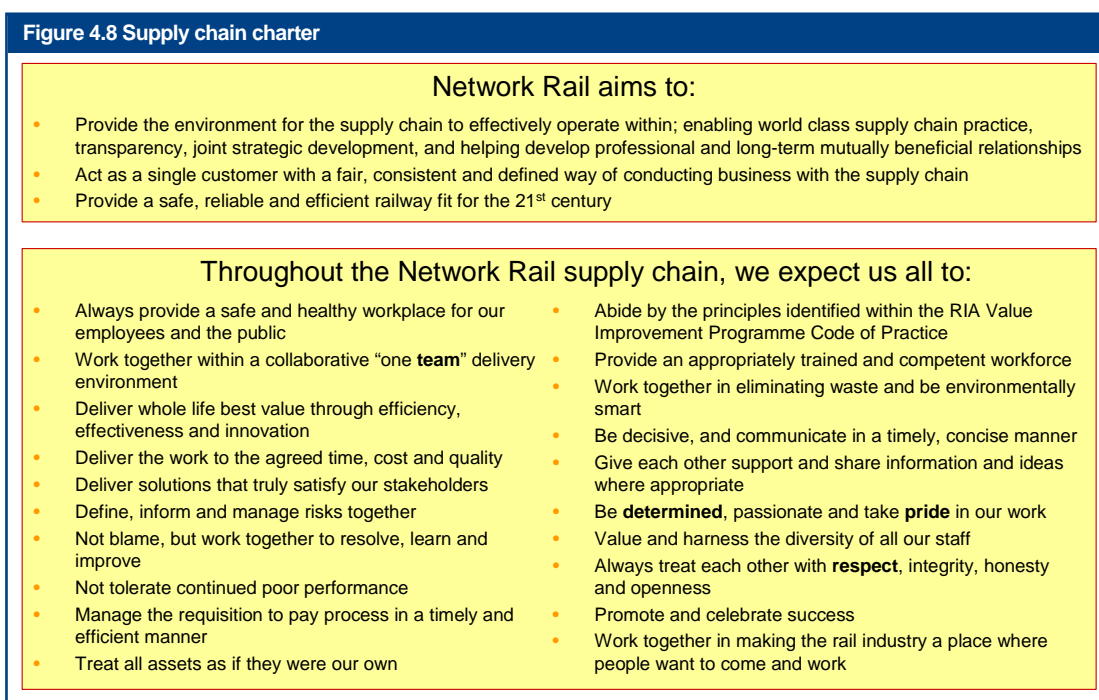 Figure 4.8 Supply chain charter
Network Rail aims to:
• Provide the environment for the supply chain to effectively operate within; enabling world class supply chain practice,
transparency, joint strategic development, and helping develop professional and long-term mutually beneficial relationships
• Act as a single customer with a fair, consistent and defined way of conducting business with the supply chain
• Provide a safe, reliable and efficient railway fit for the 21st century
Throughout the Network Rail supply chain, we expect us all to:
• Always provide a safe and healthy workplace for our
employees and the public
• Work together within a collaborative “one team” delivery
environment
• Deliver whole life best value through efficiency,
effectiveness and innovation
• Deliver the work to the agreed time, cost and quality
• Deliver solutions that truly satisfy our stakeholders
• Define, inform and manage risks together
• Not blame, but work together to resolve, learn and
improve
• Not tolerate continued poor performance
• Manage the requisition to pay process in a timely and
efficient manner
• Treat all assets as if they were our own
• Abide by the principles identified within the RIA Value
Improvement Programme Code of Practice
• Provide an appropriately trained and competent workforce
• Work together in eliminating waste and be environmentally
smart
• Be decisive, and communicate in a timely, concise manner
• Give each other support and share information and ideas
where appropriate
• Be determined, passionate and take pride in our work
• Value and harness the diversity of all our staff
• Always treat each other with respect, integrity, honesty
and openness
• Promote and celebrate success
• Work together in making the rail industry a place where
people want to come and work